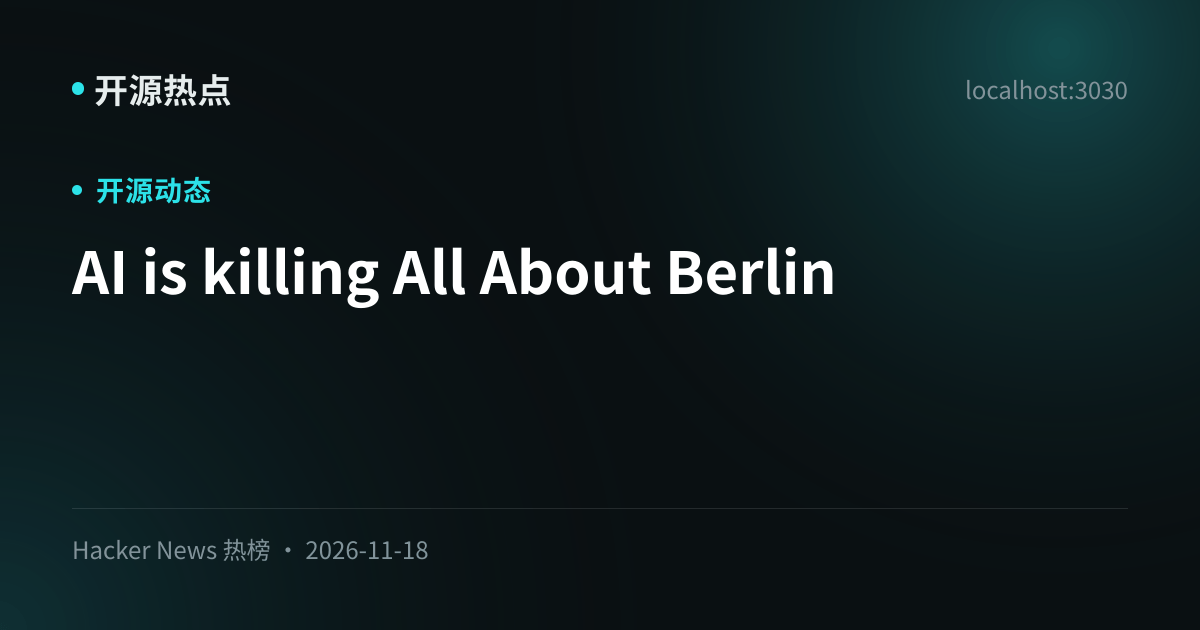 开源热点
localhost:3030
开源动态
AI is killing All About Berlin
Hacker News 热榜 · 2026-11-18